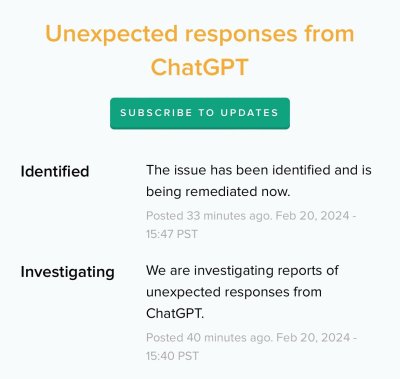 Unexpected responses from
ChatGPT
SUBSCRIBE TO UPDATES
Identified
The issue has been identified and is
being remediated now.
Posted 33 minutes ago. Feb 20, 2024 -
15:47 PST
Investigating
We are investigating reports of
unexpected responses from
ChatGPT.
Posted 40 minutes ago. Feb 20, 2024 -
15:40 PST